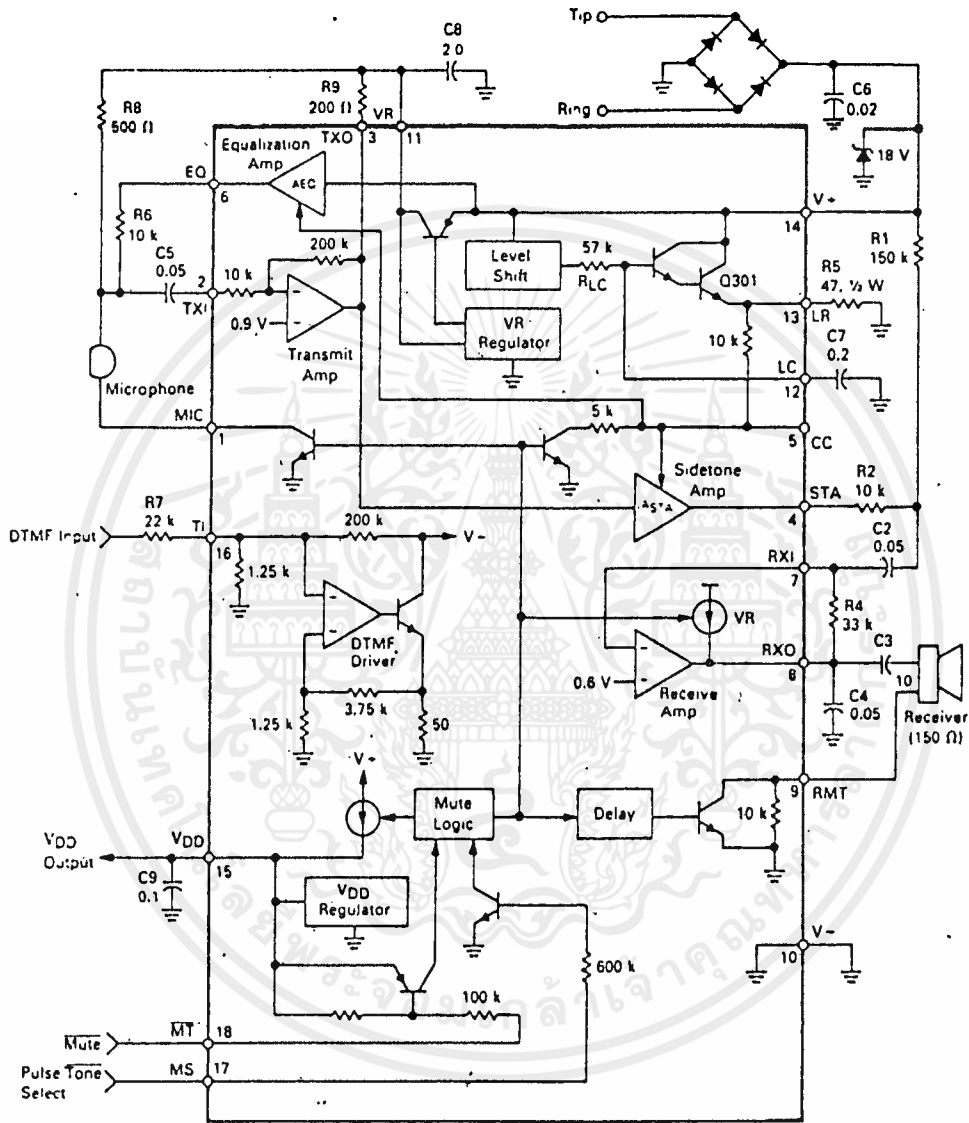 Tip
Ring
C8
2 0
C6
0.02
18 V
R8
500 Ω
R9
200 Ω
VR
TXO
3
11
Equalization
Amp
EQ
6
AEQ
V+
14
R6
10 k
C5
0.05
2
TXI
10 k
200 k
0.9 V
Transmit
Amp
Level
Shift
57 k
RLC
Q301
R1
150 k
R5
47, ½ W
13
LR
VR
Regulator
10 k
C7
0.2
LC
12
Microphone
MIC
1
5 k
5
CC
Sidetone
Amp
ASTA
STA
4
R2
10 k
R7
22 k
DTMF Input
TI
16
200 k
V−
1.25 k
DTMF
Driver
1.25 k
3.75 k
50
RXI
7
C2
0.05
R4
33 k
VR
RXO
8
C3
10
0.6 V
Receive
Amp
C4
0.05
Receiver
(150 Ω)
V+
Mute
Logic
Delay
10 k
9
RMT
VDD
Output
VDD
15
C9
0.1
VDD
Regulator
V−
10
600 k
100 k
Mute
MT
18
Pulse Tone
Select
MS
17